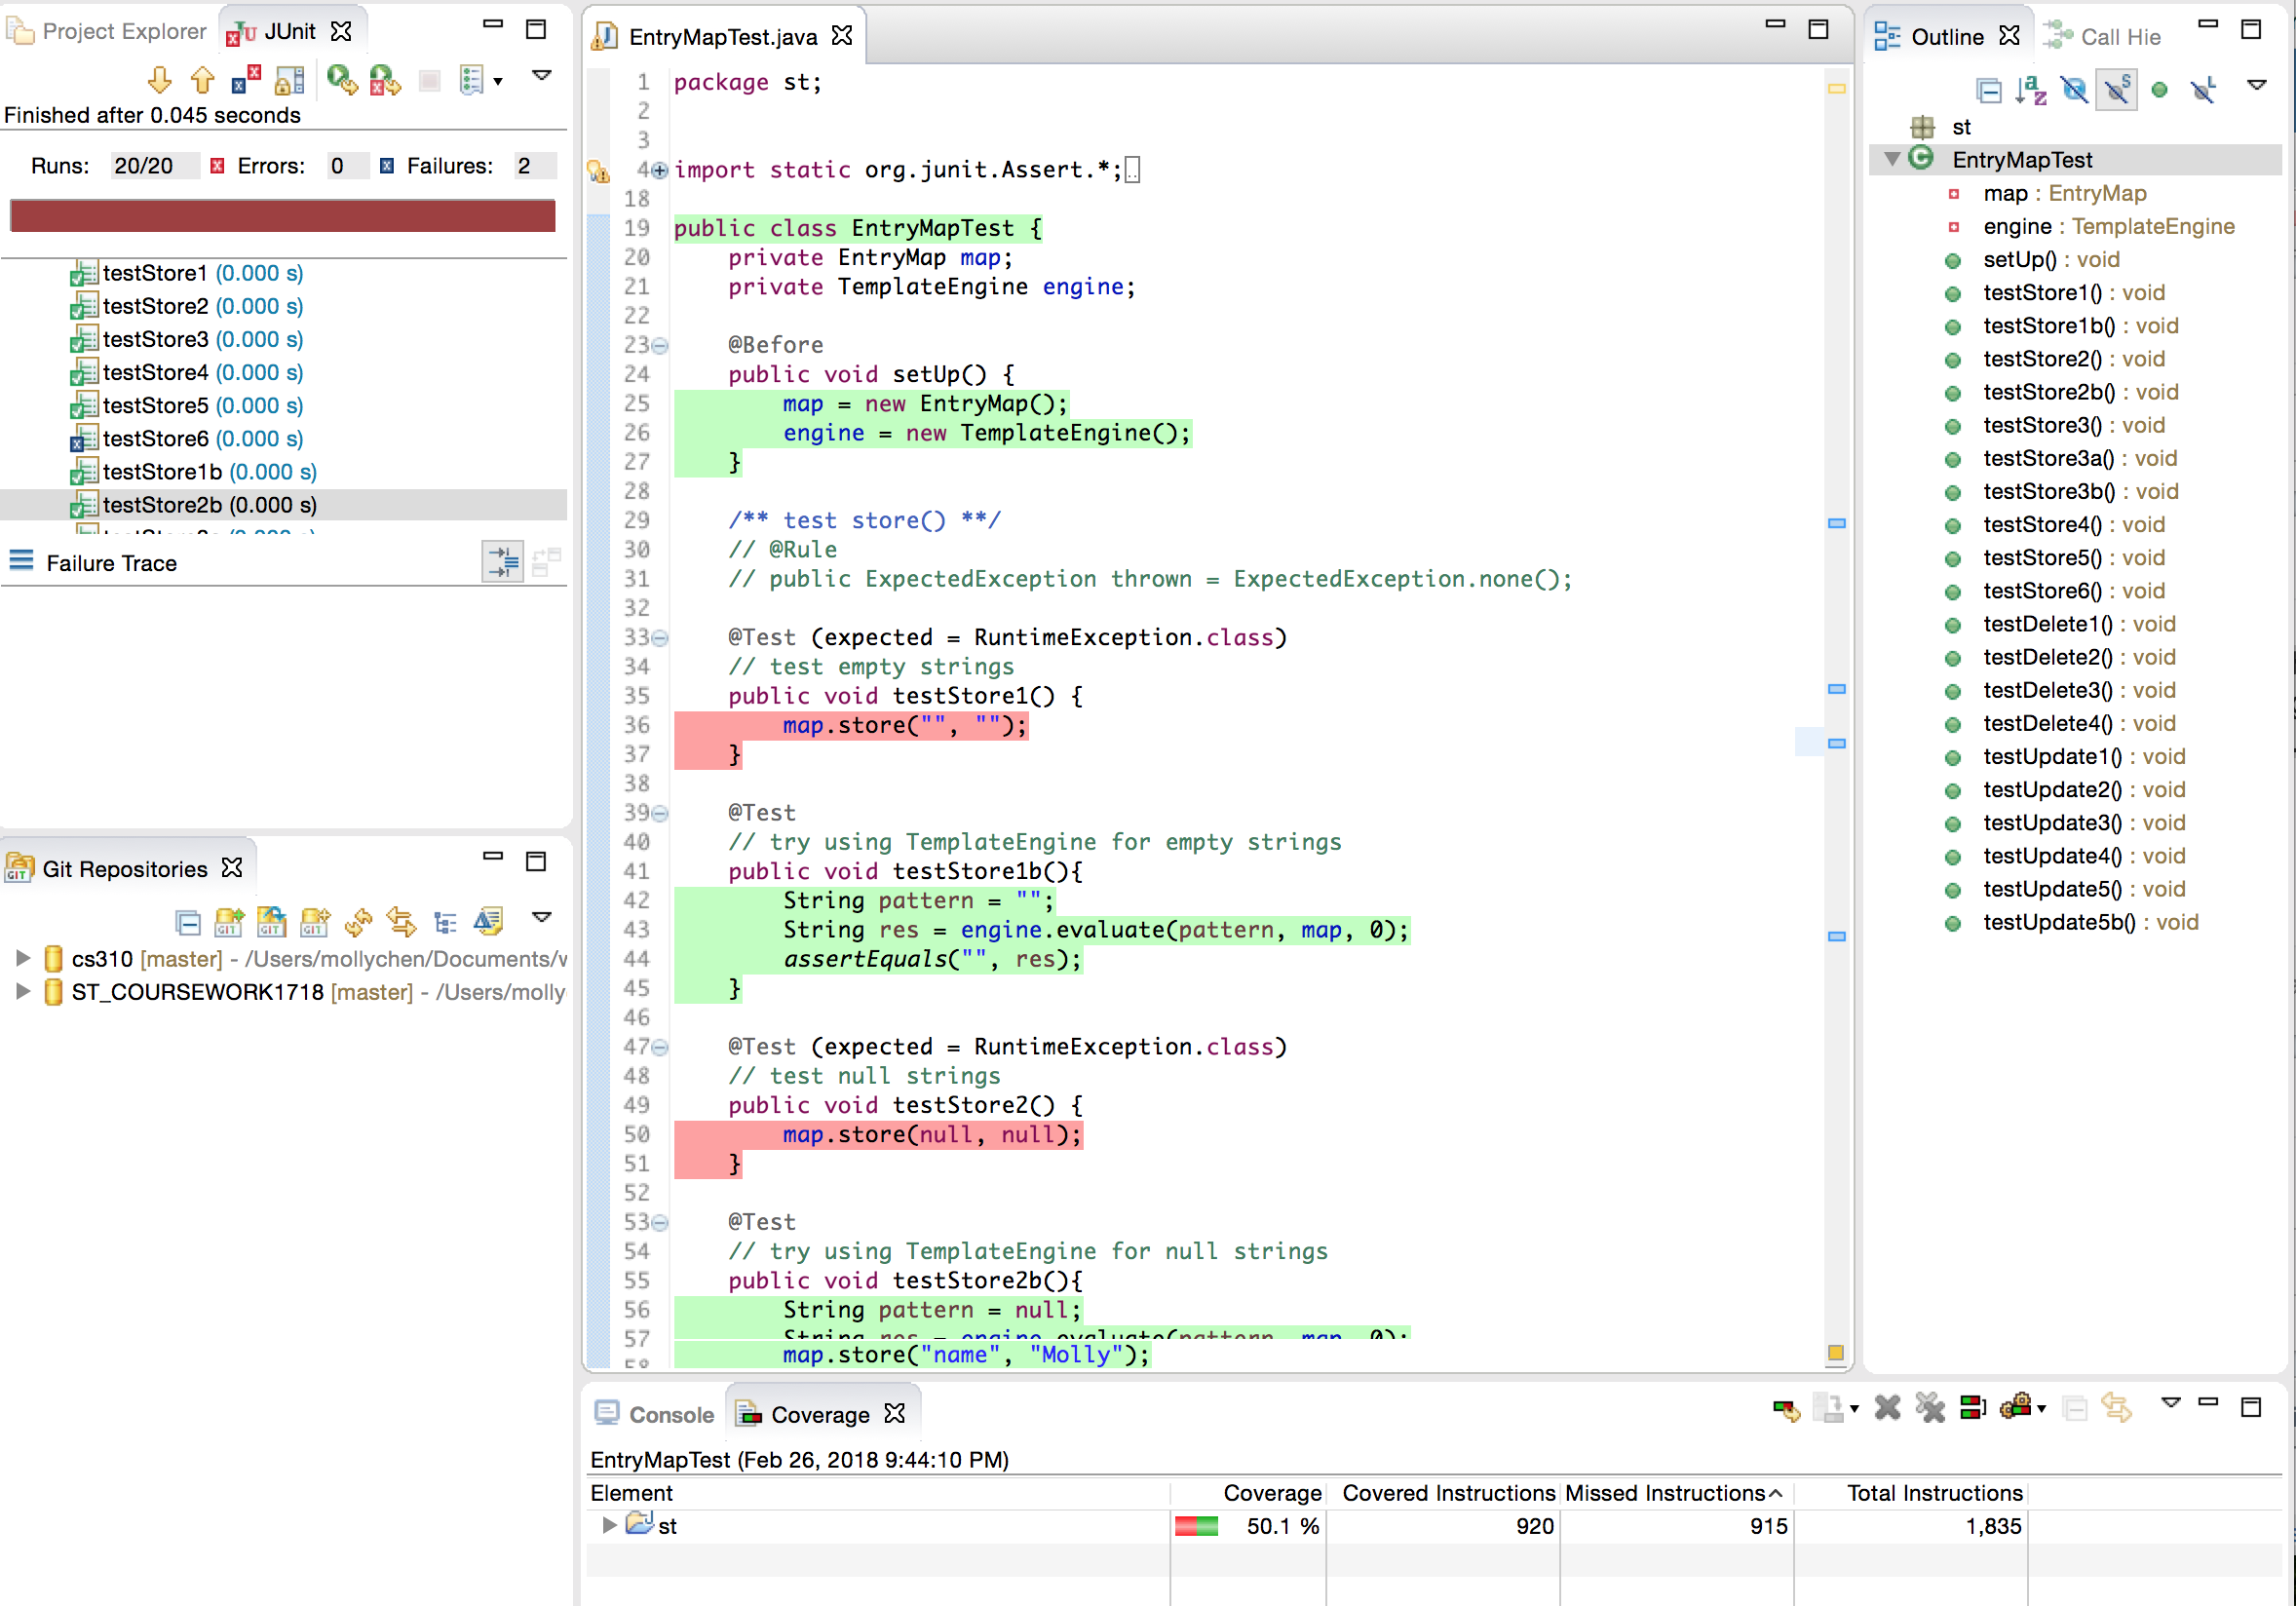 Project Explorer
JUnit
Finished after 0.045 seconds
Runs: 20/20 Errors: 0 Failures: 2
testStore1 (0.000 s)
testStore2 (0.000 s)
testStore3 (0.000 s)
testStore4 (0.000 s)
testStore5 (0.000 s)
testStore6 (0.000 s)
testStore1b (0.000 s)
testStore2b (0.000 s)
Failure Trace
Git Repositories
cs310 [master] - /Users/mollychen/Documents/w
ST_COURSEWORK1718 [master] - /Users/molly
EntryMapTest.java
1 package st;
2
3
4 import static org.junit.Assert.*;
18
19 public class EntryMapTest {
20 private EntryMap map;
21 private TemplateEngine engine;
22
23 @Before
24 public void setUp() {
25 map = new EntryMap();
26 engine = new TemplateEngine();
27 }
28
29 /** test store() **/
30 // @Rule
31 // public ExpectedException thrown = ExpectedException.none();
32
33 @Test (expected = RuntimeException.class)
34 // test empty strings
35 public void testStore1() {
36 map.store("", "");
37 }
38
39 @Test
40 // try using TemplateEngine for empty strings
41 public void testStore1b(){
42 String pattern = "";
43 String res = engine.evaluate(pattern, map, 0);
44 assertEquals("", res);
45 }
46
47 @Test (expected = RuntimeException.class)
48 // test null strings
49 public void testStore2() {
50 map.store(null, null);
51 }
52
53 @Test
54 // try using TemplateEngine for null strings
55 public void testStore2b(){
56 String pattern = null;
57 String res = engine.evaluate(pattern, map, 0);
map.store("name", "Molly");
Outline
Call Hie
st
EntryMapTest
map : EntryMap
engine : TemplateEngine
setUp() : void
testStore1() : void
testStore1b() : void
testStore2() : void
testStore2b() : void
testStore3() : void
testStore3a() : void
testStore3b() : void
testStore4() : void
testStore5() : void
testStore6() : void
testDelete1() : void
testDelete2() : void
testDelete3() : void
testDelete4() : void
testUpdate1() : void
testUpdate2() : void
testUpdate3() : void
testUpdate4() : void
testUpdate5() : void
testUpdate5b() : void
Console
Coverage
EntryMapTest (Feb 26, 2018 9:44:10 PM)
Element Coverage Covered Instructions Missed Instructions Total Instructions
st 50.1 % 920 915 1,835